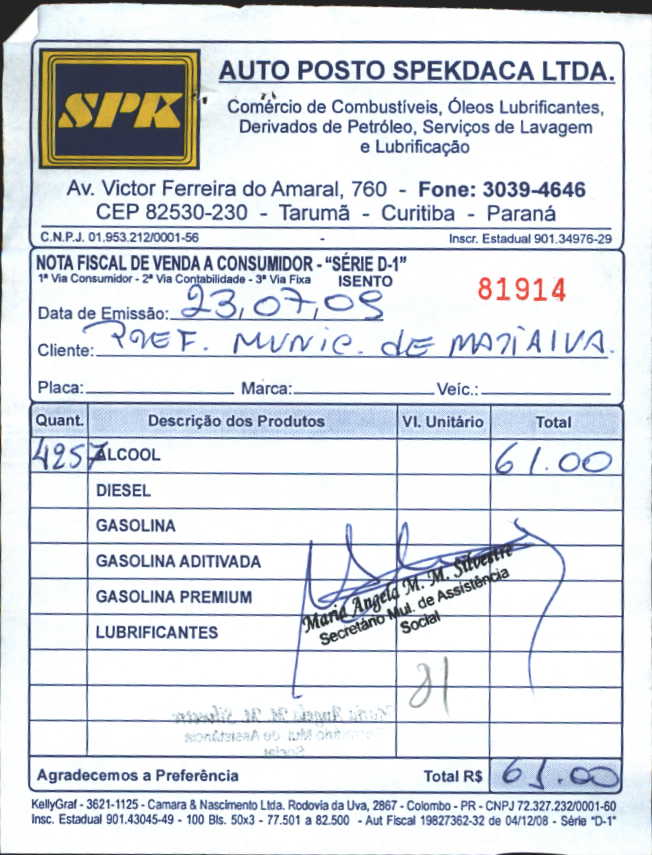 SPK
AUTO POSTO SPEKDACA LTDA.
Comércio de Combustíveis, Óleos Lubrificantes,
Derivados de Petróleo, Serviços de Lavagem
e Lubrificação
Av. Victor Ferreira do Amaral, 760 - Fone: 3039-4646
CEP 82530-230 - Tarumã - Curitiba - Paraná
C.N.P.J. 01.953.212/0001-56 - Inscr. Estadual 901.34976-29
NOTA FISCAL DE VENDA A CONSUMIDOR - "SÉRIE D-1"
1ª Via Consumidor - 2ª Via Contabilidade - 3ª Via Fixa ISENTO
81914
Data de Emissão: 23,07,09
Cliente: PREF. MUNIC. de MARIALVA.
Placa: Marca: Veíc.:
Quant. Descrição dos Produtos Vl. Unitário Total
4257 ÁLCOOL 61.00
DIESEL
GASOLINA
GASOLINA ADITIVADA
GASOLINA PREMIUM
LUBRIFICANTES
Maria Angela M. M. Silvestre
Secretário Mul. de Assistência
Social
81
Agradecemos a Preferência Total R$ 61.00
KellyGraf - 3621-1125 - Camara & Nascimento Ltda. Rodovia da Uva, 2867 - Colombo - PR - CNPJ 72.327.232/0001-60
Insc. Estadual 901.43045-49 - 100 Bls. 50x3 - 77.501 a 82.500 - Aut Fiscal 19827362-32 de 04/12/08 - Série "D-1"